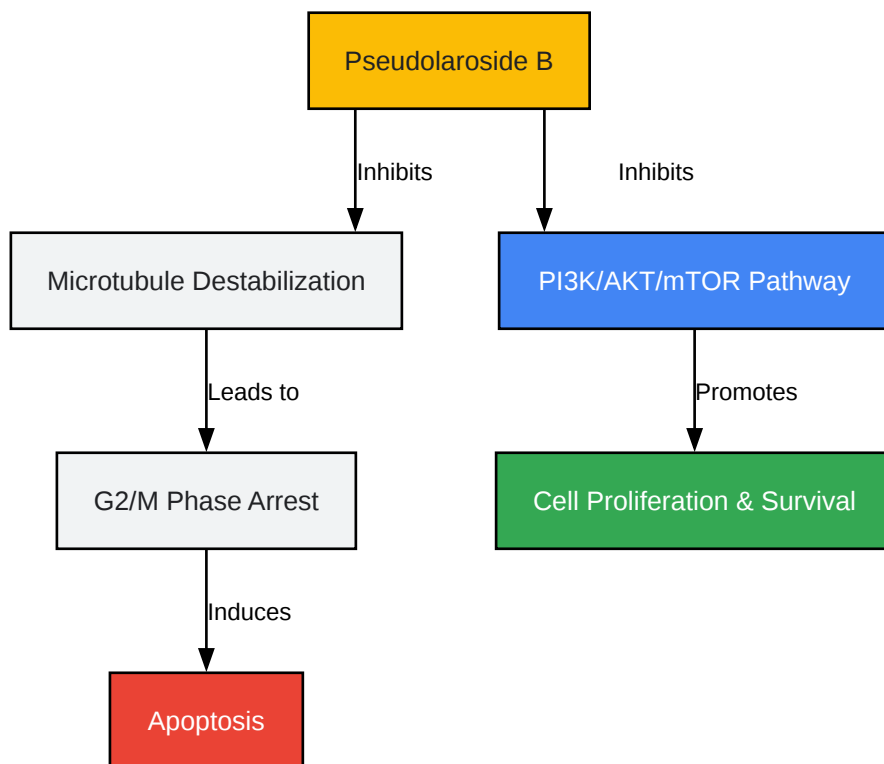 Pseudolaroside B
Inhibits
Inhibits
Microtubule Destabilization
PI3K/AKT/mTOR Pathway
Leads to
Promotes
G2/M Phase Arrest
Cell Proliferation & Survival
Induces
Apoptosis